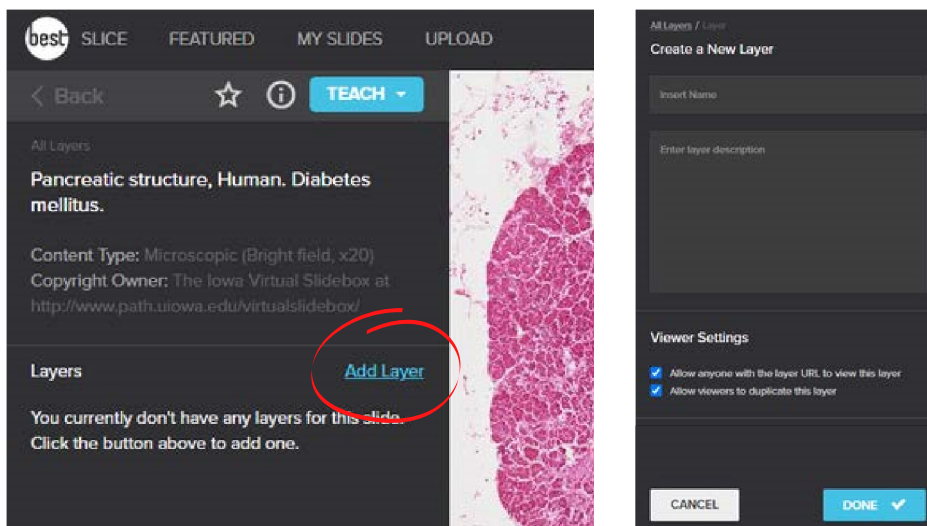 best SLICE FEATURED MY SLIDES UPLOAD
< Back
TEACH
All Layers
Pancreatic structure, Human. Diabetes
mellitus.
Content Type: Microscopic (Bright field, x20)
Copyright Owner: The Iowa Virtual Slidebox at
http://www.path.uiowa.edu/virtualslidebox/
Layers Add Layer
You currently don't have any layers for this slide.
Click the button above to add one.
All Layers / Layer
Create a New Layer
Insert Name
Enter layer description
Viewer Settings
Allow anyone with the layer URL to view this layer
Allow viewers to duplicate this layer
CANCEL DONE